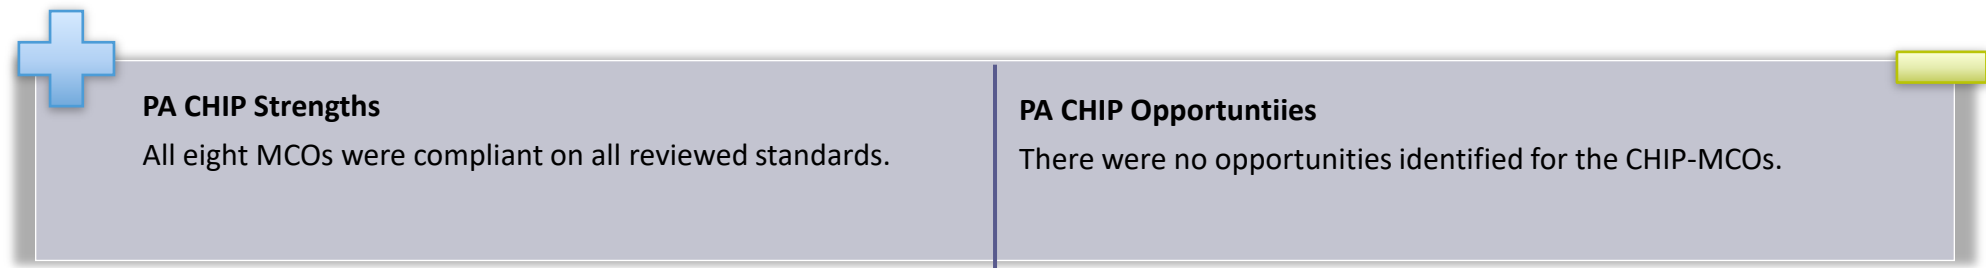 PA CHIP Strengths
All eight MCOs were compliant on all reviewed standards.
PA CHIP Opportuntiies
There were no opportunities identified for the CHIP-MCOs.